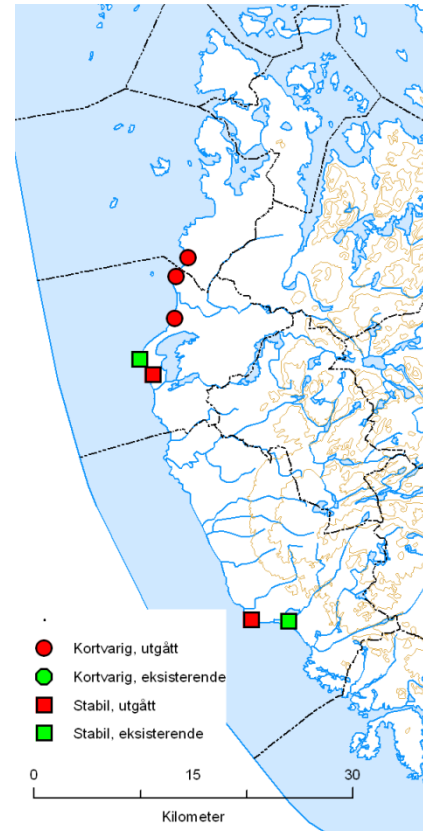 Kortvarig, utgått
Kortvarig, eksisterende
Stabil, utgått
Stabil, eksisterende
0 15 30
Kilometer